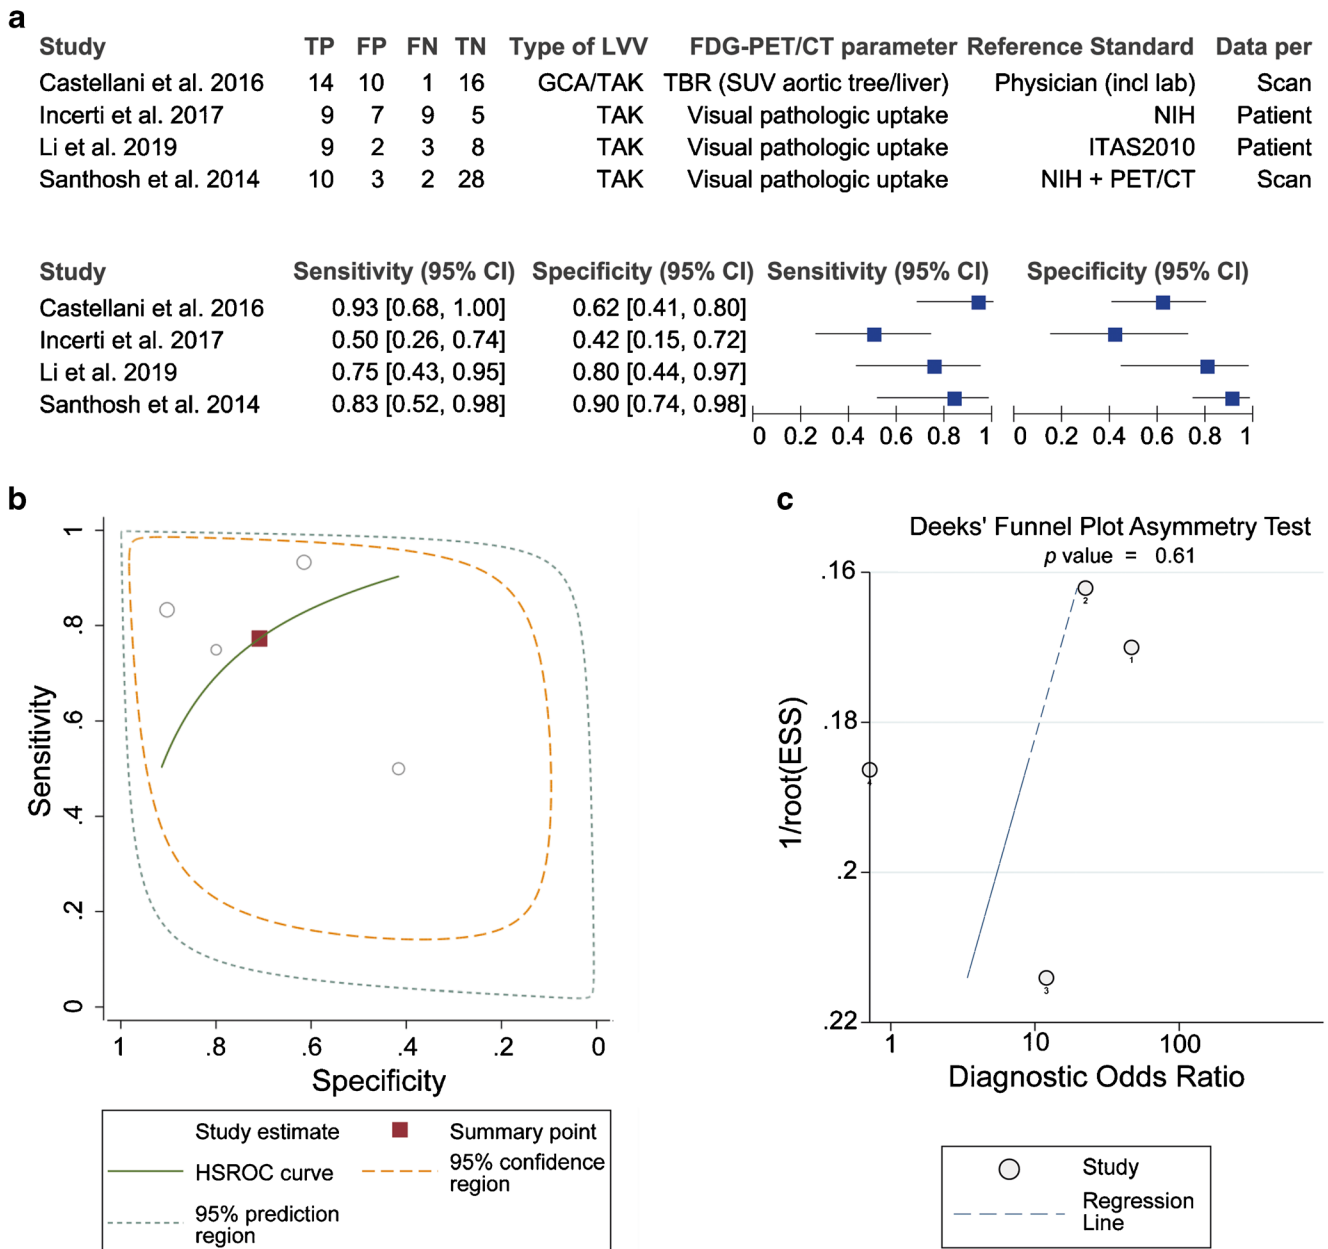 a
Study TP FP FN TN Type of LVV FDG-PET/CT parameter Reference Standard Data per
Castellani et al. 2016 14 10 1 16 GCA/TAK TBR (SUV aortic tree/liver) Physician (incl lab) Scan
Incerti et al. 2017 9 7 9 5 TAK Visual pathologic uptake NIH Patient
Li et al. 2019 9 2 3 8 TAK Visual pathologic uptake ITAS2010 Patient
Santhosh et al. 2014 10 3 2 28 TAK Visual pathologic uptake NIH + PET/CT Scan
Study Sensitivity (95% CI) Specificity (95% CI) Sensitivity (95% CI) Specificity (95% CI)
Castellani et al. 2016 0.93 [0.68, 1.00] 0.62 [0.41, 0.80]
Incerti et al. 2017 0.50 [0.26, 0.74] 0.42 [0.15, 0.72]
Li et al. 2019 0.75 [0.43, 0.95] 0.80 [0.44, 0.97]
Santhosh et al. 2014 0.83 [0.52, 0.98] 0.90 [0.74, 0.98]
0 0.2 0.4 0.6 0.8 1 0 0.2 0.4 0.6 0.8 1
b
1
.8
.6
.4
.2
0
Sensitivity
1 .8 .6 .4 .2 0
Specificity
Study estimate Summary point
HSROC curve 95% confidence
region
95% prediction
region
c
Deeks' Funnel Plot Asymmetry Test
p value = 0.61
.16
.18
.2
.22
1/root(ESS)
2
1
4
3
1 10 100
Diagnostic Odds Ratio
Study
Regression
Line